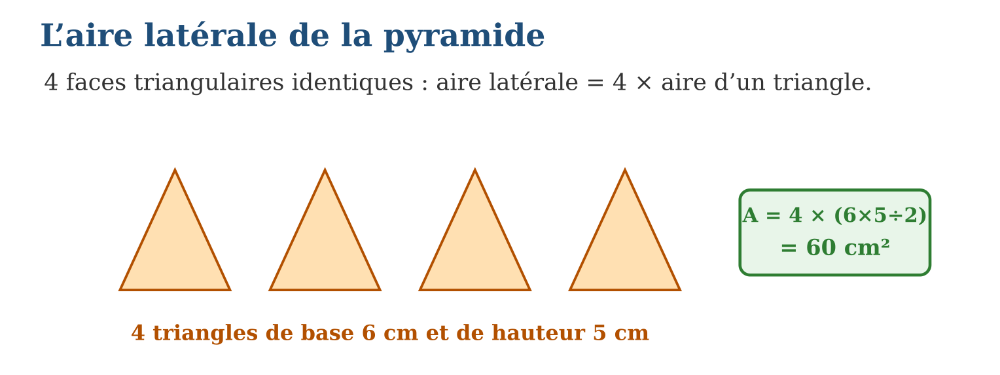 L’aire latérale de la pyramide
4 faces triangulaires identiques : aire latérale = 4 × aire d’un triangle.
A = 4 × (6×5÷2)
= 60 cm²
4 triangles de base 6 cm et de hauteur 5 cm